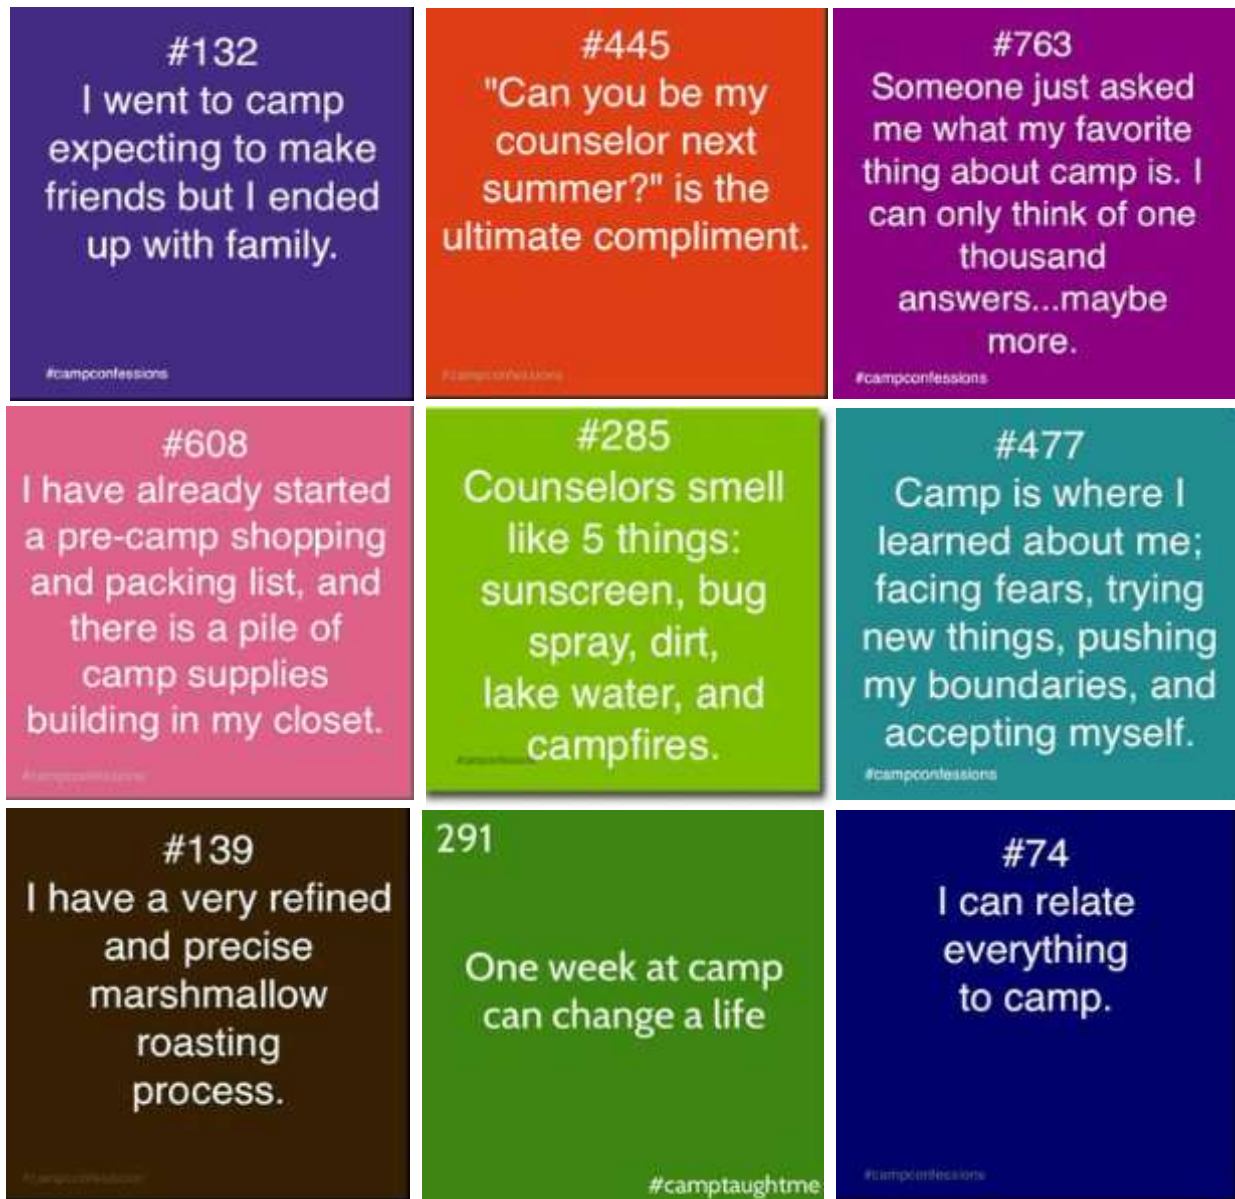 #132
I went to camp
expecting to make
friends but I ended
up with family.
#campconfessions
#445
"Can you be my
counselor next
summer?" is the
ultimate compliment.
#campconfessions
#763
Someone just asked
me what my favorite
thing about camp is. I
can only think of one
thousand
answers...maybe
more.
#campconfessions
#608
I have already started
a pre-camp shopping
and packing list, and
there is a pile of
camp supplies
building in my closet.
#campconfessions
#285
Counselors smell
like 5 things:
sunscreen, bug
spray, dirt,
lake water, and
campfires.
#campconfessions
#477
Camp is where I
learned about me;
facing fears, trying
new things, pushing
my boundaries, and
accepting myself.
#campconfessions
#139
I have a very refined
and precise
marshmallow
roasting
process.
#campconfessions
291
One week at camp
can change a life
#camptaughtme
#74
I can relate
everything
to camp.
#campconfessions